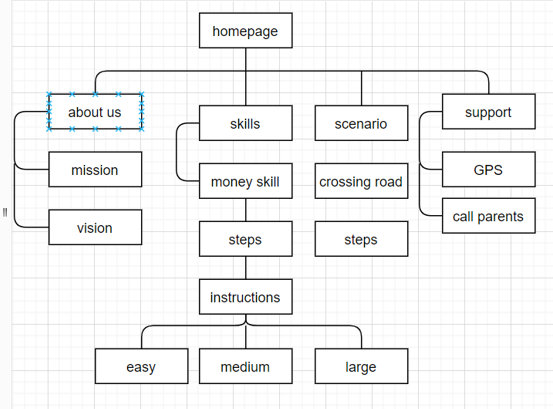 homepage
about us
skills
scenario
support
mission
money skill
crossing road
GPS
vision
steps
steps
call parents
instructions
easy
medium
large